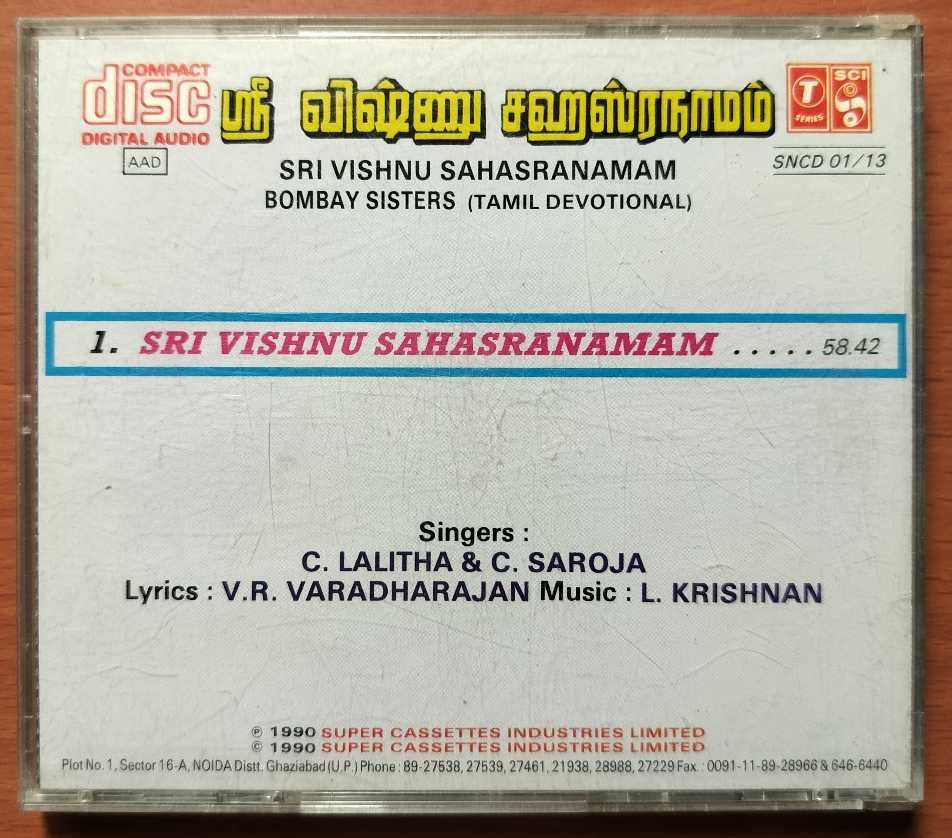 COMPACT
disc
DIGITAL AUDIO
AAD
ஸ்ரீ விஷ்ணு சஹஸ்ரநாமம்
T
SERIES
SCI
SRI VISHNU SAHASRANAMAM
SNCD 01/13
BOMBAY SISTERS (TAMIL DEVOTIONAL)
1. SRI VISHNU SAHASRANAMAM ..... 58.42
Singers :
C. LALITHA & C. SAROJA
Lyrics : V.R. VARADHARAJAN Music : L. KRISHNAN
℗ 1990 SUPER CASSETTES INDUSTRIES LIMITED
© 1990 SUPER CASSETTES INDUSTRIES LIMITED
Plot No. 1, Sector 16-A, NOIDA Distt. Ghaziabad (U.P.) Phone : 89-27538, 27539, 27461, 21938, 28988, 27229 Fax : 0091-11-89-28966 & 646-6440